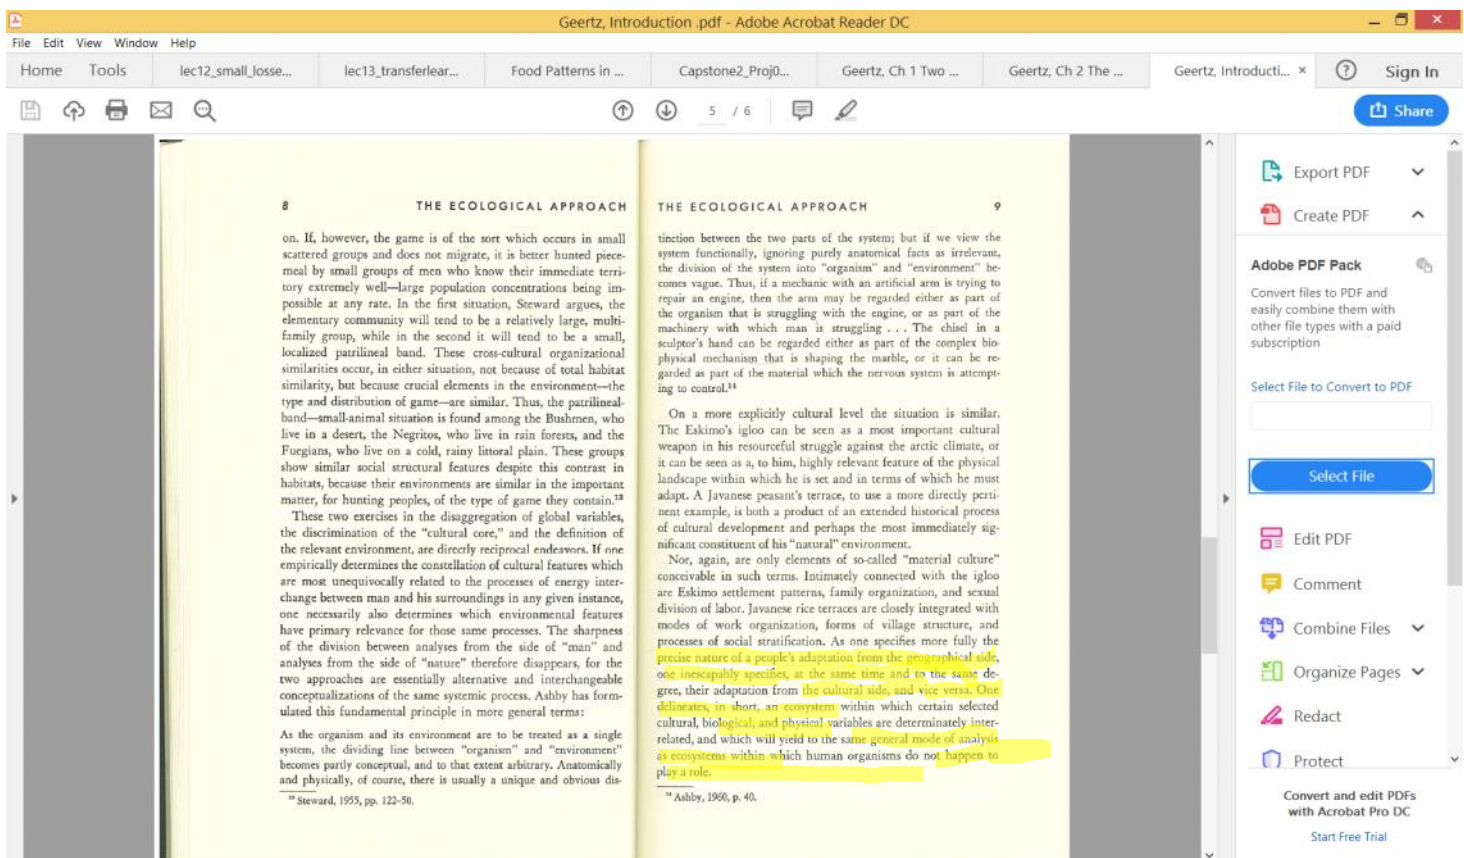 Geertz, Introduction .pdf - Adobe Acrobat Reader DC
File Edit View Window Help
Home Tools lec12_small_losse... lec13_transferlear... Food Patterns in ... Capstone2_Proj0... Geertz, Ch 1 Two ... Geertz, Ch 2 The ... Geertz, Introducti... × ? Sign In
5 / 6 Share
8 THE ECOLOGICAL APPROACH
on. If, however, the game is of the sort which occurs in small
scattered groups and does not migrate, it is better hunted piece-
meal by small groups of men who know their immediate terri-
tory extremely well—large population concentrations being im-
possible at any rate. In the first situation, Steward argues, the
elementary community will tend to be a relatively large, multi-
family group, while in the second it will tend to be a small,
localized patrilineal band. These cross-cultural organizational
similarities occur, in either situation, not because of total habitat
similarity, but because crucial elements in the environment—the
type and distribution of game—are similar. Thus, the patrilineal-
band—small-animal situation is found among the Bushmen, who
live in a desert, the Negritos, who live in rain forests, and the
Fuegians, who live on a cold, rainy littoral plain. These groups
show similar social structural features despite this contrast in
habitats, because their environments are similar in the important
matter, for hunting peoples, of the type of game they contain.¹³
These two exercises in the disaggregation of global variables,
the discrimination of the “cultural core,” and the definition of
the relevant environment, are directly reciprocal endeavors. If one
empirically determines the constellation of cultural features which
are most unequivocally related to the processes of energy inter-
change between man and his surroundings in any given instance,
one necessarily also determines which environmental features
have primary relevance for those same processes. The sharpness
of the division between analyses from the side of “man” and
analyses from the side of “nature” therefore disappears, for the
two approaches are essentially alternative and interchangeable
conceptualizations of the same systemic process. Ashby has form-
ulated this fundamental principle in more general terms:
As the organism and its environment are to be treated as a single
system, the dividing line between “organism” and “environment”
becomes partly conceptual, and to that extent arbitrary. Anatomically
and physically, of course, there is usually a unique and obvious dis-
¹³ Steward, 1955, pp. 122–50.
THE ECOLOGICAL APPROACH 9
tinction between the two parts of the system; but if we view the
system functionally, ignoring purely anatomical facts as irrelevant,
the division of the system into “organism” and “environment” be-
comes vague. Thus, if a mechanic with an artificial arm is trying to
repair an engine, then the arm may be regarded either as part of
the organism that is struggling with the engine, or as part of the
machinery with which man is struggling . . . The chisel in a
sculptor's hand can be regarded either as part of the complex bio-
physical mechanism that is shaping the marble, or it can be re-
garded as part of the material which the nervous system is attempt-
ing to control.¹⁴
On a more explicitly cultural level the situation is similar.
The Eskimo's igloo can be seen as a most important cultural
weapon in his resourceful struggle against the arctic climate, or
it can be seen as a, to him, highly relevant feature of the physical
landscape within which he is set and in terms of which he must
adapt. A Javanese peasant's terrace, to use a more directly perti-
nent example, is both a product of an extended historical process
of cultural development and perhaps the most immediately sig-
nificant constituent of his “natural” environment.
Nor, again, are only elements of so-called “material culture”
conceivable in such terms. Intimately connected with the igloo
are Eskimo settlement patterns, family organization, and sexual
division of labor. Javanese rice terraces are closely integrated with
modes of work organization, forms of village structure, and
processes of social stratification. As one specifies more fully the
precise nature of a people's adaptation from the geographical side,
one inescapably specifies, at the same time and to the same de-
gree, their adaptation from the cultural side, and vice versa. One
delineates, in short, an ecosystem within which certain selected
cultural, biological, and physical variables are determinately inter-
related, and which will yield to the same general mode of analysis
as ecosystems within which human organisms do not happen to
play a role.
¹⁴ Ashby, 1960, p. 40.
Export PDF
Create PDF
Adobe PDF Pack
Convert files to PDF and
easily combine them with
other file types with a paid
subscription
Select File to Convert to PDF
Select File
Edit PDF
Comment
Combine Files
Organize Pages
Redact
Protect
Convert and edit PDFs
with Acrobat Pro DC
Start Free Trial